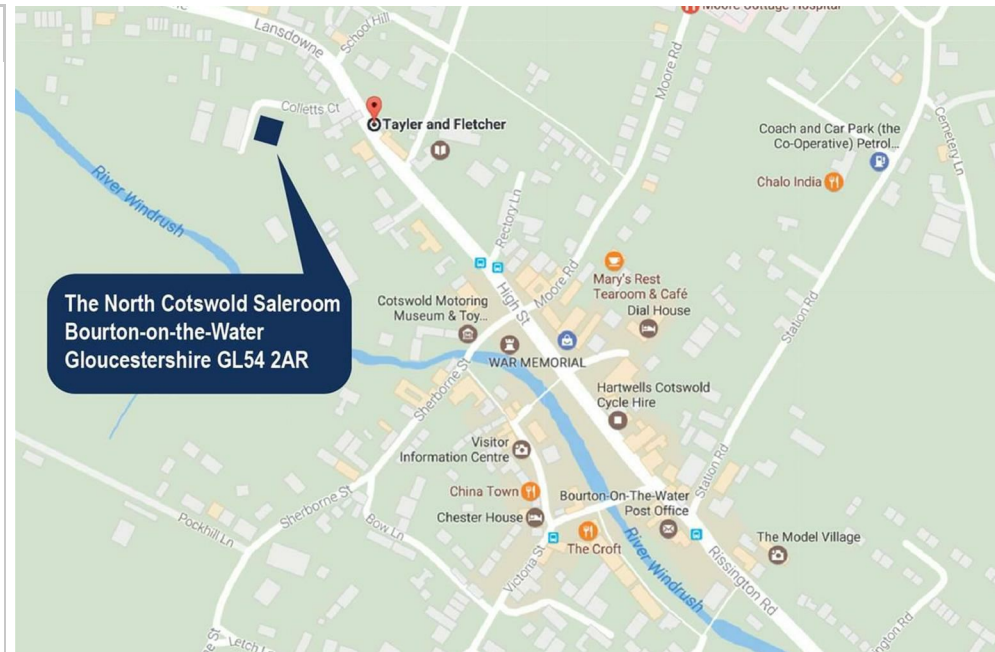 Moore Cottage Hospital
Lansdowne
School Hill
Colletts Ct
Tayler and Fletcher
Moore Rd
Coach and Car Park (the
Co-Operative) Petrol...
Cemetery Ln
Chalo India
River Windrush
Rectory Ln
Mary's Rest
Tearoom & Café
Dial House
Moore Rd
High St
Station Rd
The North Cotswold Saleroom
Bourton-on-the-Water
Gloucestershire GL54 2AR
Cotswold Motoring
Museum & Toy...
WAR MEMORIAL
Sherborne St
Hartwells Cotswold
Cycle Hire
Visitor
Information Centre
China Town
Chester House
Bourton-On-The-Water
Post Office
Station Rd
Sherborne St
Pockhill Ln
Bow Ln
The Croft
Victoria St
River Windrush
The Model Village
Rissington Rd